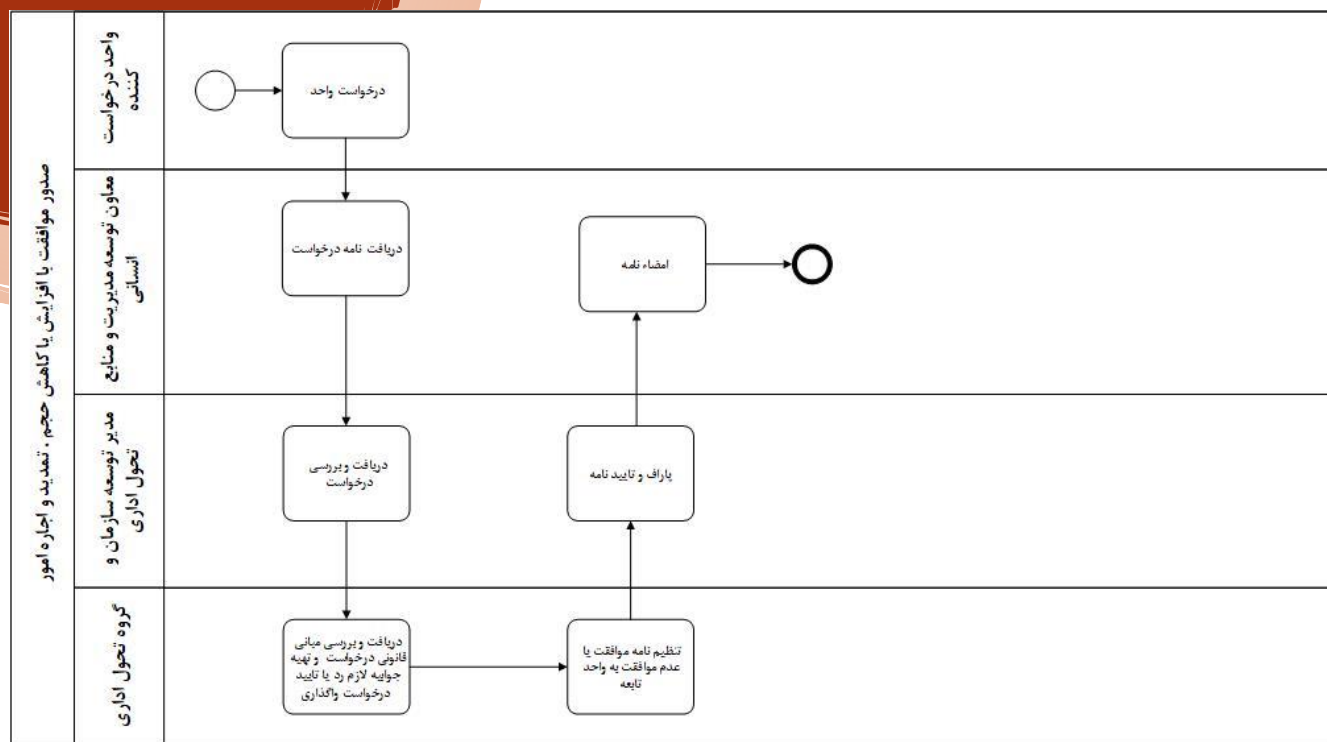 صدور موافقت با افزایش یا کاهش حجم ، تمدید و اجاره امور
واحد درخواست
کننده
درخواست واحد
معاون توسعه مدیریت و منابع
انسانی
دریافت نامه درخواست
امضاء نامه
مدیر توسعه سازمان و
تحول اداری
دریافت و بررسی
درخواست
پاراف و تایید نامه
گروه تحول اداری
دریافت و بررسی مبانی
قانونی درخواست و تهیه
جوابیه لازم رد یا تایید
درخواست واگذاری
تنظیم نامه موافقت یا
عدم موافقت به واحد
تابعه